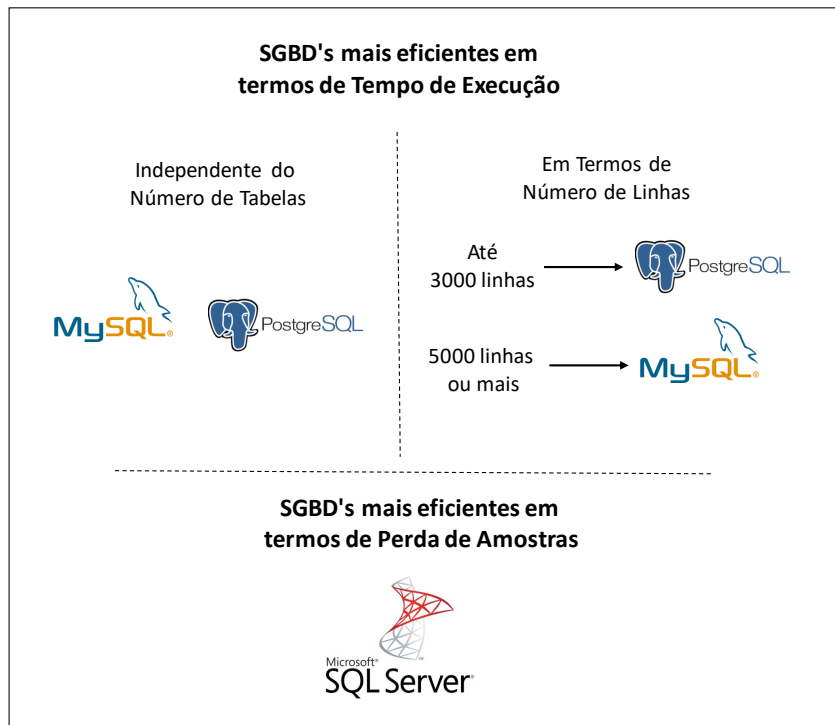 SGBD's mais eficientes em
termos de Tempo de Execução
Independente do
Número de Tabelas
MySQL®
PostgreSQL
Em Termos de
Número de Linhas
Até
3000 linhas
PostgreSQL
5000 linhas
ou mais
MySQL®
SGBD's mais eficientes em
termos de Perda de Amostras
Microsoft®
SQL Server®